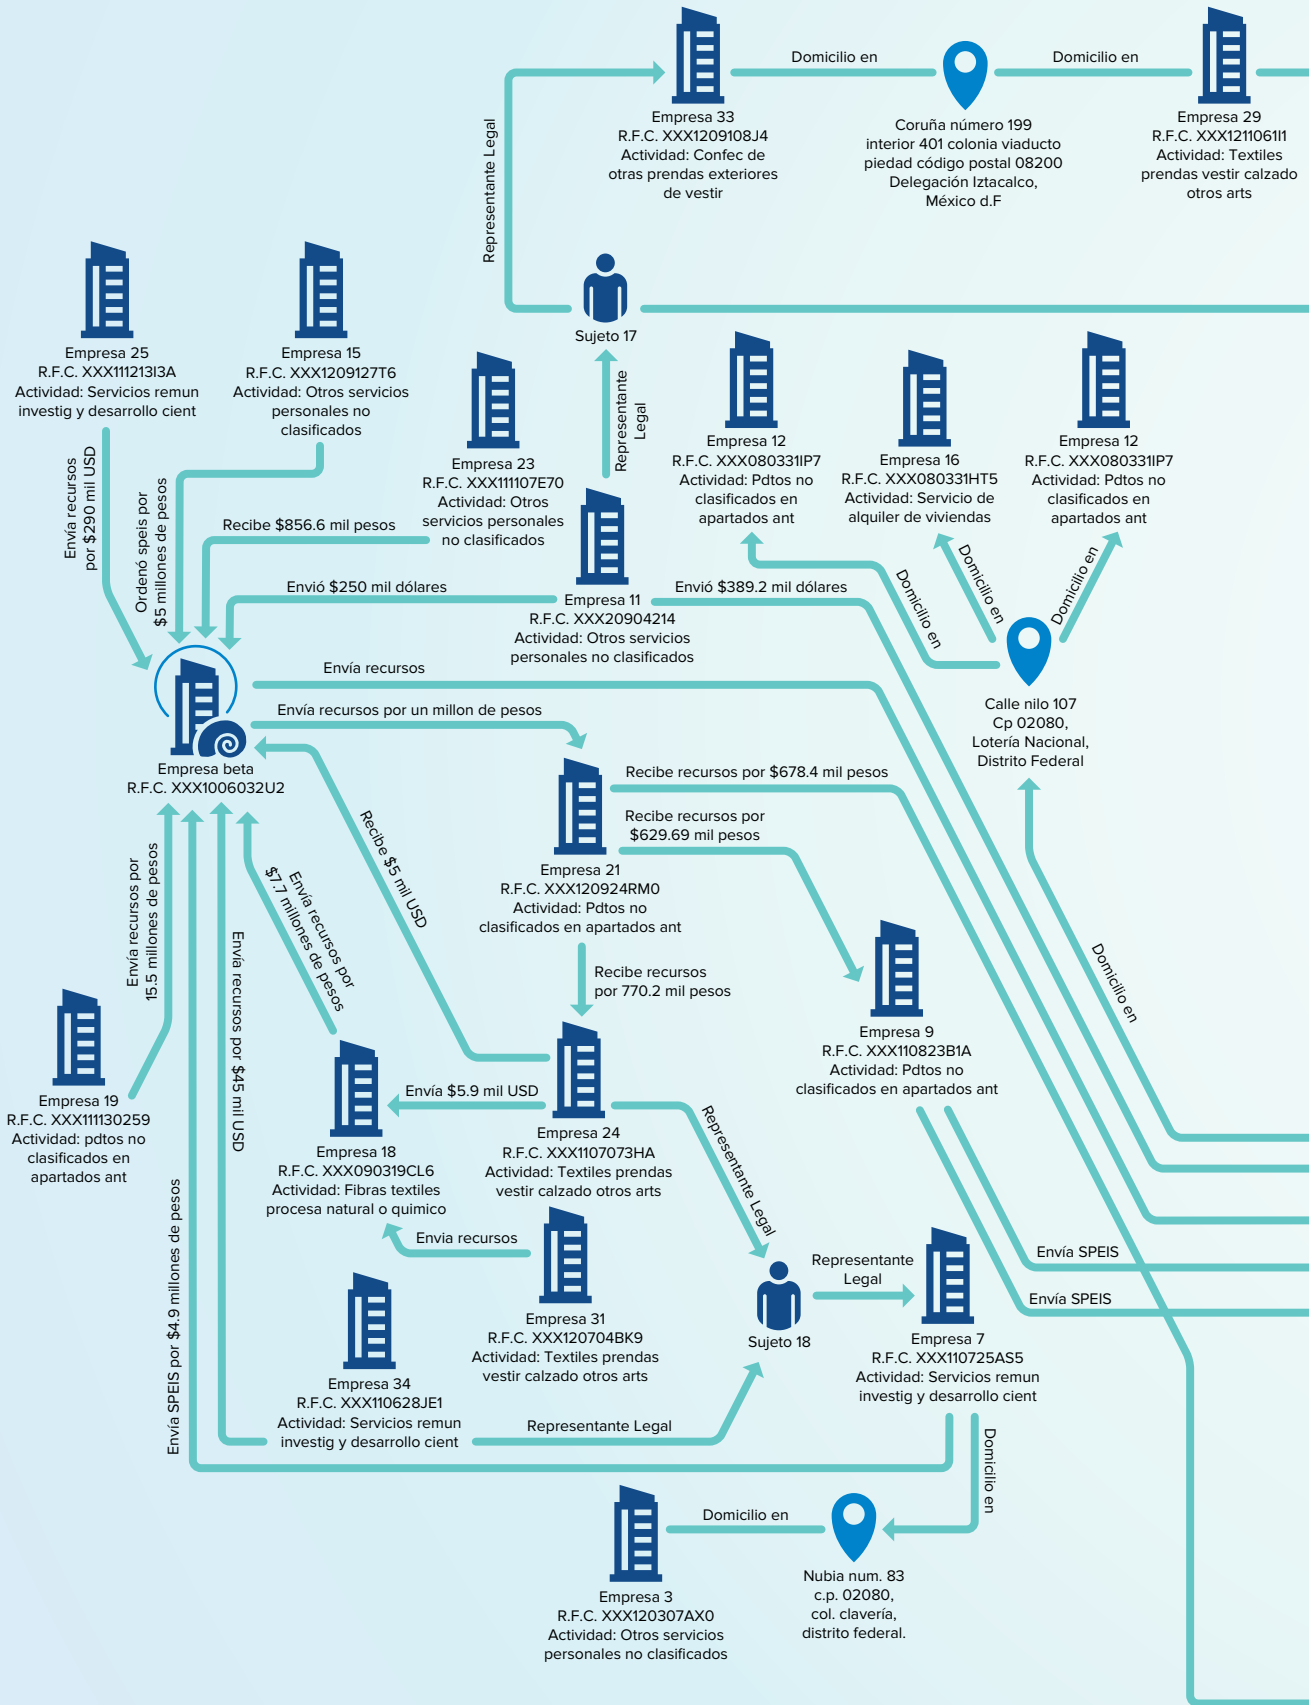 Domicilio en
Domicilio en
Empresa 33
R.F.C. XXX1209108J4
Actividad: Confec de
otras prendas exteriores
de vestir
Coruña número 199
interior 401 colonia viaducto
piedad código postal 08200
Delegación Iztacalco,
México d.F
Empresa 29
R.F.C. XXX1211061I1
Actividad: Textiles
prendas vestir calzado
otros arts
Representante Legal
Sujeto 17
Empresa 25
R.F.C. XXX111213I3A
Actividad: Servicios remun
investig y desarrollo cient
Empresa 15
R.F.C. XXX1209127T6
Actividad: Otros servicios
personales no
clasificados
Empresa 23
R.F.C. XXX111107E70
Actividad: Otros
servicios personales
no clasificados
Representante
Legal
Empresa 12
R.F.C. XXX080331IP7
Actividad: Pdtos no
clasificados en
apartados ant
Empresa 16
R.F.C. XXX080331HT5
Actividad: Servicio de
alquiler de viviendas
Empresa 12
R.F.C. XXX080331IP7
Actividad: Pdtos no
clasificados en
apartados ant
Envía recursos
por $290 mil USD
Ordenó speis por
$5 millones de pesos
Recibe $856.6 mil pesos
Envió $250 mil dólares
Envió $389.2 mil dólares
Empresa 11
R.F.C. XXX20904214
Actividad: Otros servicios
personales no clasificados
Domicilio en
Domicilio en
Domicilio en
Calle nilo 107
Cp 02080,
Lotería Nacional,
Distrito Federal
Envía recursos
Envía recursos por un millon de pesos
Empresa beta
R.F.C. XXX1006032U2
Recibe recursos por $678.4 mil pesos
Recibe recursos por
$629.69 mil pesos
Empresa 21
R.F.C. XXX120924RM0
Actividad: Pdtos no
clasificados en apartados ant
Recibe $5 mil USD
Envía recursos por
15.5 millones de pesos
Envía recursos por
$7.7 millones de pesos
Envía recursos por $45 mil USD
Recibe recursos
por 770.2 mil pesos
Domicilio en
Empresa 9
R.F.C. XXX110823B1A
Actividad: Pdtos no
clasificados en apartados ant
Empresa 19
R.F.C. XXX111130259
Actividad: pdtos no
clasificados en
apartados ant
Envía $5.9 mil USD
Empresa 18
R.F.C. XXX090319CL6
Actividad: Fibras textiles
procesa natural o quimico
Empresa 24
R.F.C. XXX1107073HA
Actividad: Textiles prendas
vestir calzado otros arts
Representante Legal
Envia recursos
Envía SPEIS por $4.9 millones de pesos
Empresa 31
R.F.C. XXX120704BK9
Actividad: Textiles prendas
vestir calzado otros arts
Sujeto 18
Representante
Legal
Envía SPEIS
Envía SPEIS
Empresa 7
R.F.C. XXX110725AS5
Actividad: Servicios remun
investig y desarrollo cient
Empresa 34
R.F.C. XXX110628JE1
Actividad: Servicios remun
investig y desarrollo cient
Representante Legal
Domicilio en
Domicilio en
Empresa 3
R.F.C. XXX120307AX0
Actividad: Otros servicios
personales no clasificados
Nubia num. 83
c.p. 02080,
col. clavería,
distrito federal.